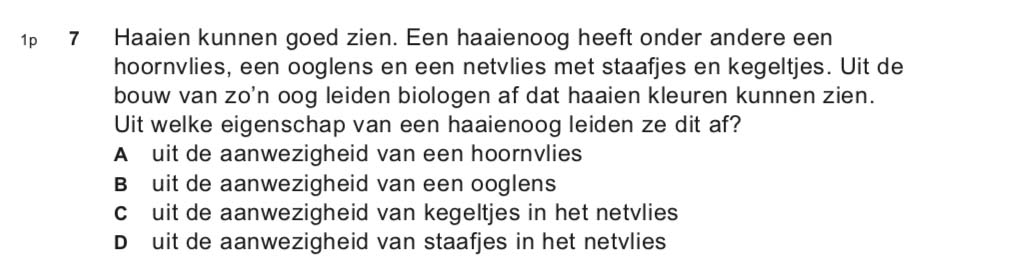 1p 7 Haaien kunnen goed zien. Een haaienoog heeft onder andere een
hoornvlies, een ooglens en een netvlies met staafjes en kegeltjes. Uit de
bouw van zo'n oog leiden biologen af dat haaien kleuren kunnen zien.
Uit welke eigenschap van een haaienoog leiden ze dit af?
A uit de aanwezigheid van een hoornvlies
B uit de aanwezigheid van een ooglens
C uit de aanwezigheid van kegeltjes in het netvlies
D uit de aanwezigheid van staafjes in het netvlies